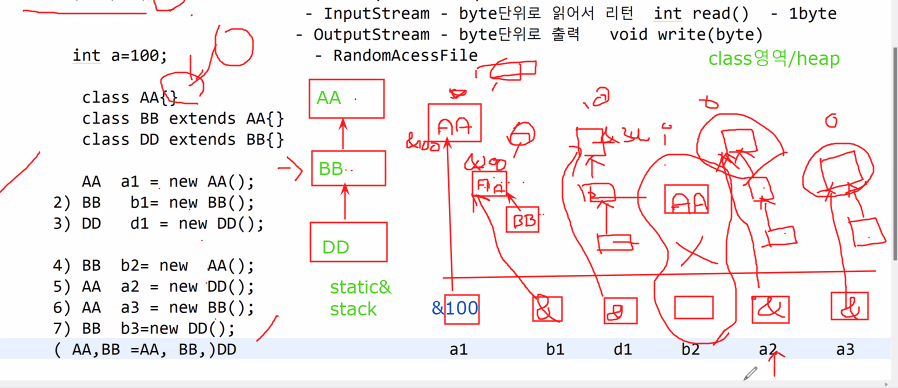 - InputStream - byte단위로 읽어서 리턴 int read() - 1byte
- OutputStream - byte단위로 출력 void write(byte)
- RandomAcessFile
int a=100;
class영역/heap
class AA{}
class BB extends AA{}
class DD extends BB{}
AA a1 = new AA();
2) BB b1= new BB();
3) DD d1 = new DD();
4) BB b2= new AA();
5) AA a2 = new DD();
6) AA a3 = new BB();
7) BB b3=new DD();
( AA,BB =AA, BB,)DD
AA
BB
DD
static&
stack
AA
&100
AA
BB
AA
&100
&
&
&
&
a1 b1 d1 b2 a2 a3